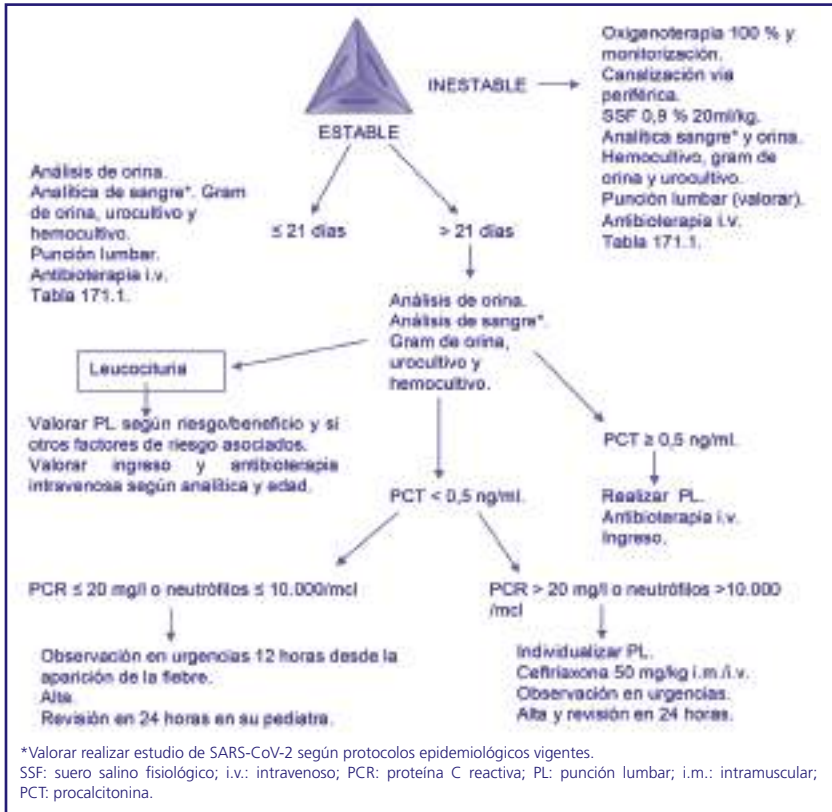 INESTABLE
Oxigenoterapia 100 % y
monitorización.
Canalización vía
periférica.
SSF 0,9 % 20ml/kg.
Analítica sangre* y orina.
Hemocultivo, gram de
orina y urocultivo.
Punción lumbar (valorar).
Antibioterapia i.v.
Tabla 171.1.
ESTABLE
Análisis de orina.
Analítica de sangre*. Gram
de orina, urocultivo y
hemocultivo.
Punción lumbar.
Antibioterapia i.v.
Tabla 171.1.
≤ 21 días
> 21 días
Análisis de orina.
Análisis de sangre*.
Gram de orina,
urocultivo y
hemocultivo.
Leucocituria
Valorar PL según riesgo/beneficio y si
otros factores de riesgo asociados.
Valorar ingreso y antibioterapia
intravenosa según analítica y edad.
PCT ≥ 0,5 ng/ml.
Realizar PL.
Antibioterapia i.v.
Ingreso.
PCT < 0,5 ng/ml.
PCR ≤ 20 mg/l o neutrófilos ≤ 10.000/mcl
Observación en urgencias 12 horas desde la
aparición de la fiebre.
Alta.
Revisión en 24 horas en su pediatra.
PCR > 20 mg/l o neutrófilos >10.000
/mcl
Individualizar PL.
Ceftriaxona 50 mg/kg i.m./i.v.
Observación en urgencias.
Alta y revisión en 24 horas.
*Valorar realizar estudio de SARS-CoV-2 según protocolos epidemiológicos vigentes.
SSF: suero salino fisiológico; i.v.: intravenoso; PCR: proteína C reactiva; PL: punción lumbar; i.m.: intramuscular;
PCT: procalcitonina.